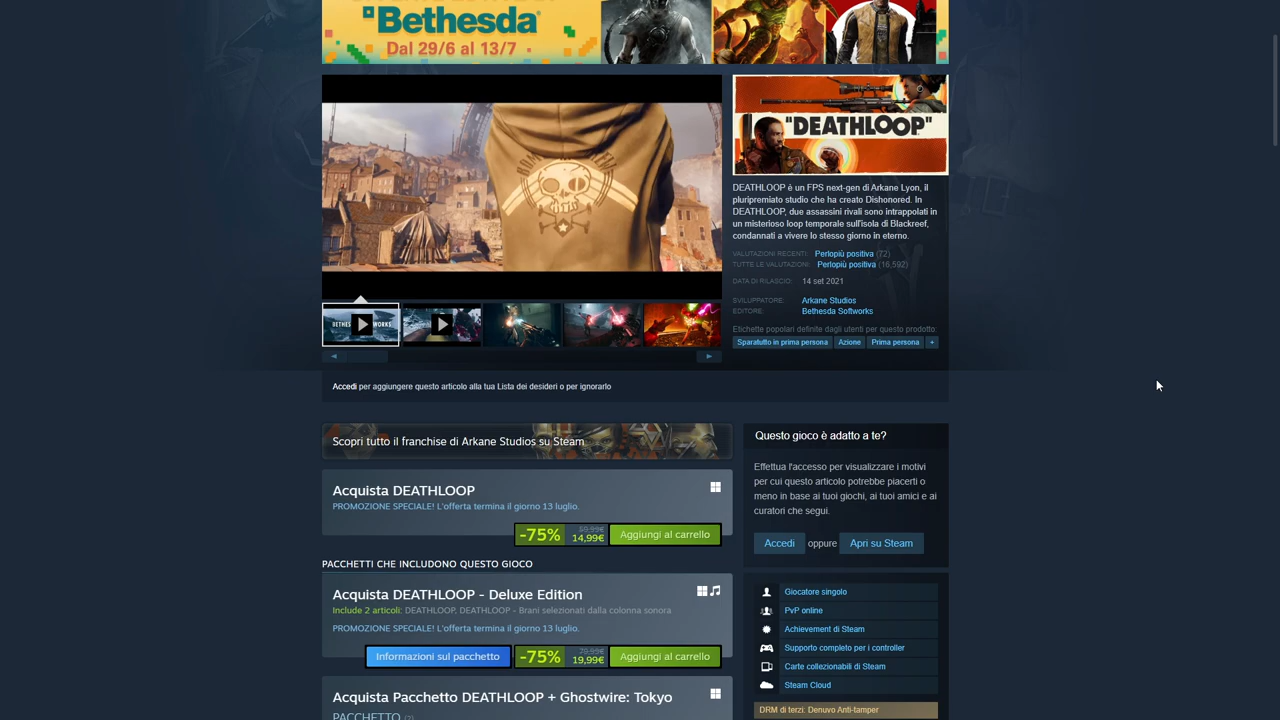 Bethesda
Dal 29/6 al 13/7
"DEATHLOOP"
DEATHLOOP è un FPS next-gen di Arkane Lyon, il
pluripremiato studio che ha creato Dishonored. In
DEATHLOOP, due assassini rivali sono intrappolati in
un misterioso loop temporale sull'isola di Blackreef,
condannati a vivere lo stesso giorno in eterno.
VALUTAZIONI RECENTI: Perlopiù positiva (72)
TUTTE LE VALUTAZIONI: Perlopiù positiva (16,592)
DATA DI RILASCIO: 14 set 2021
SVILUPPATORE: Arkane Studios
EDITORE: Bethesda Softworks
Etichette popolari definite dagli utenti per questo prodotto:
Sparatutto in prima persona Azione Prima persona +
Accedi per aggiungere questo articolo alla tua Lista dei desideri o per ignorarlo
Scopri tutto il franchise di Arkane Studios su Steam
Acquista DEATHLOOP
PROMOZIONE SPECIALE! L'offerta termina il giorno 13 luglio.
-75% 59,99€ 14,99€ Aggiungi al carrello
PACCHETTI CHE INCLUDONO QUESTO GIOCO
Acquista DEATHLOOP - Deluxe Edition
Include 2 articoli: DEATHLOOP, DEATHLOOP - Brani selezionati dalla colonna sonora
PROMOZIONE SPECIALE! L'offerta termina il giorno 13 luglio.
Informazioni sul pacchetto -75% 79,99€ 19,99€ Aggiungi al carrello
Acquista Pacchetto DEATHLOOP + Ghostwire: Tokyo
PACCHETTO (?)
Questo gioco è adatto a te?
Effettua l'accesso per visualizzare i motivi
per cui questo articolo potrebbe piacerti o
meno in base ai tuoi giochi, ai tuoi amici e ai
curatori che segui.
Accedi oppure Apri su Steam
Giocatore singolo
PvP online
Achievement di Steam
Supporto completo per i controller
Carte collezionabili di Steam
Steam Cloud
DRM di terzi: Denuvo Anti-tamper